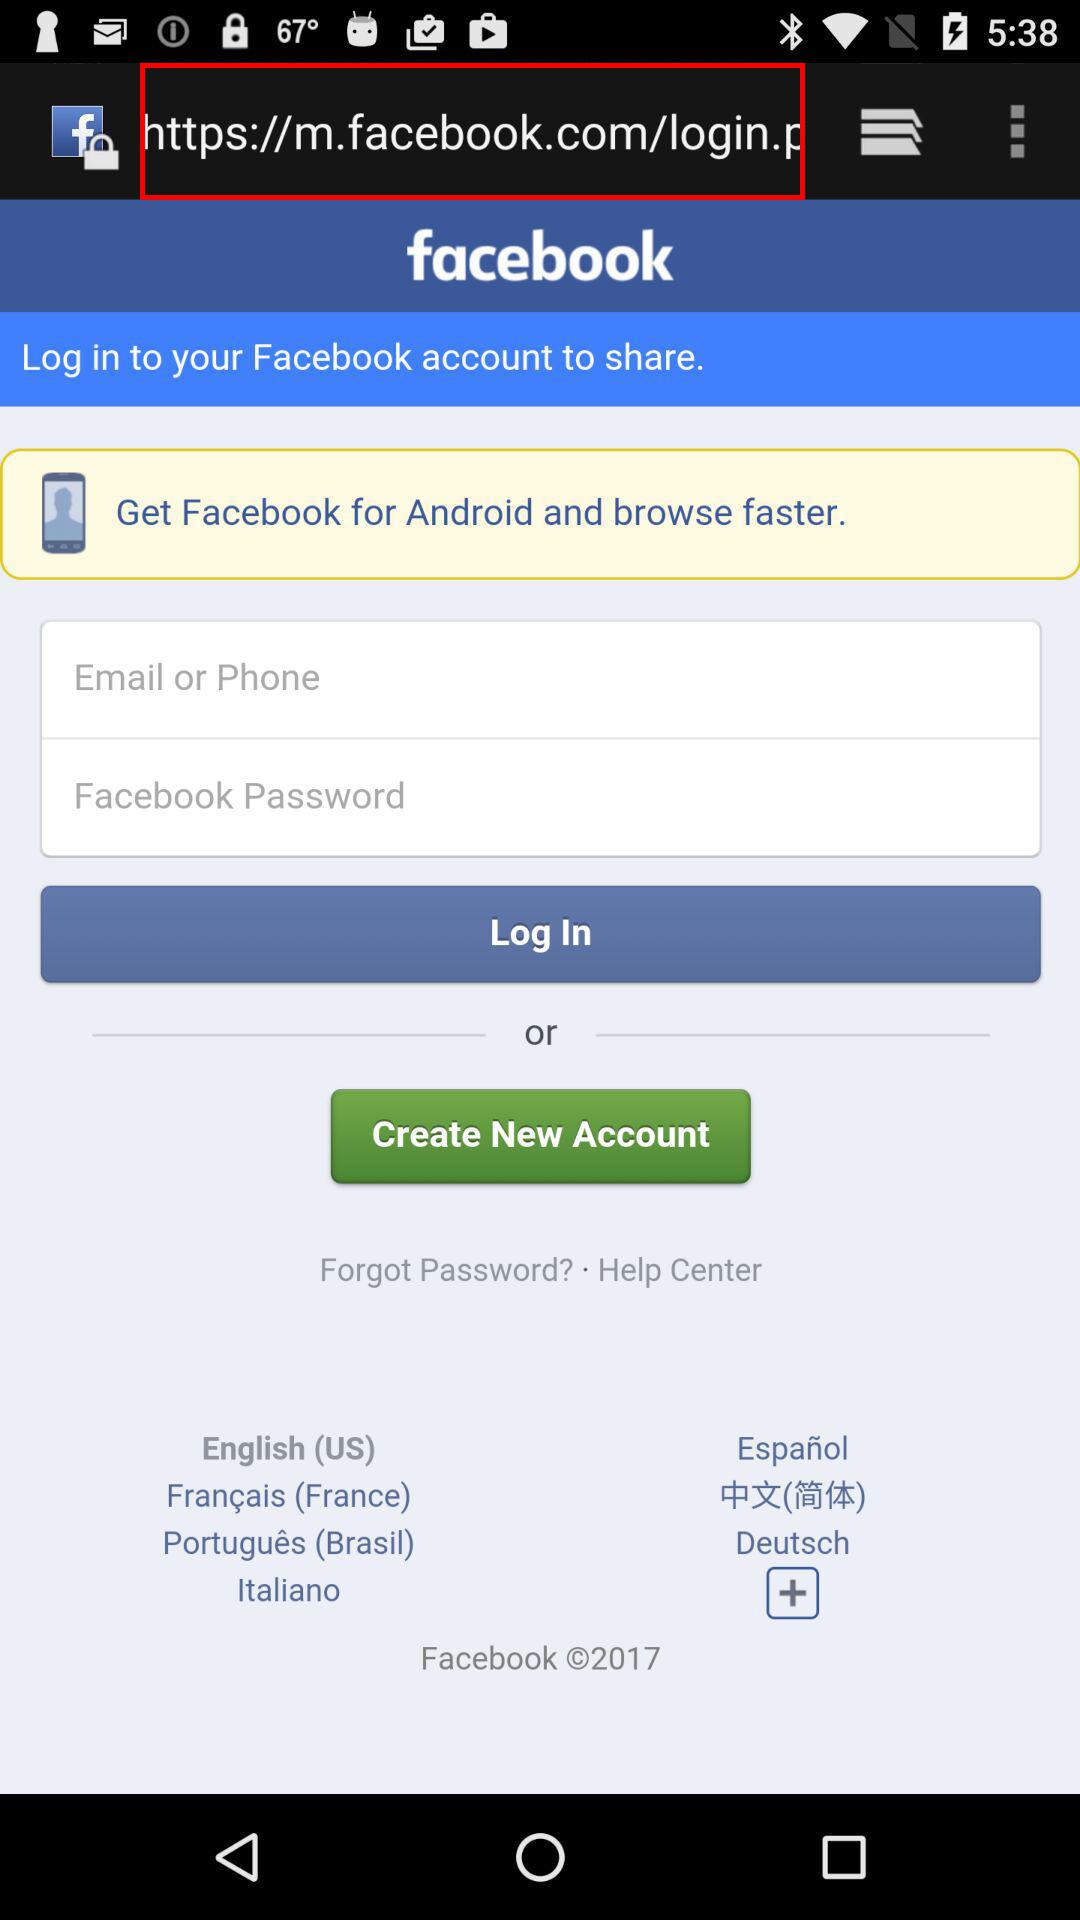 67° 5:38
https://m.facebook.com/login.p
facebook
Log in to your Facebook account to share.
Get Facebook for Android and browse faster.
Email or Phone
Facebook Password
Log In
or
Create New Account
Forgot Password? · Help Center
English (US) Español
Français (France) 中文(简体)
Português (Brasil) Deutsch
Italiano
Facebook ©2017